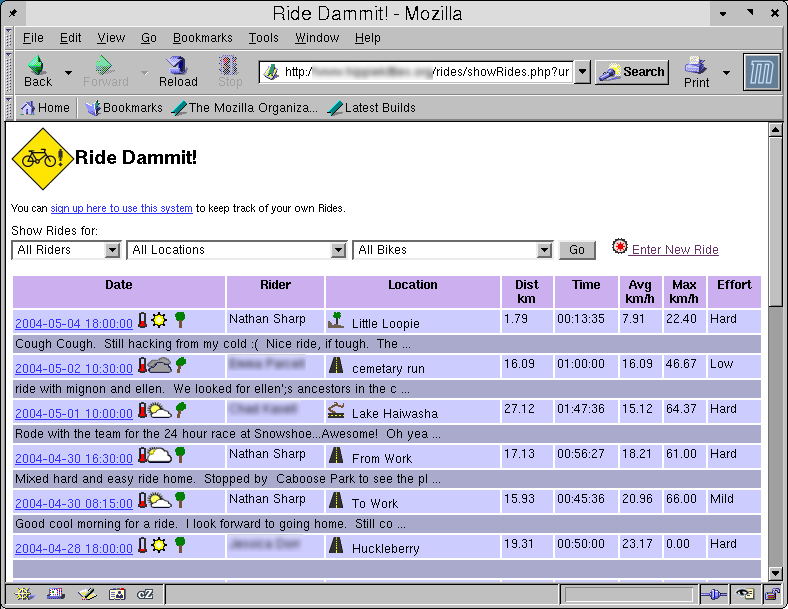 Ride Dammit! - Mozilla
File Edit View Go Bookmarks Tools Window Help
Back Forward Reload Stop http:/ /rides/showRides.php?ur Search Print
Home Bookmarks The Mozilla Organiza... Latest Builds
Ride Dammit!
You can sign up here to use this system to keep track of your own Rides.
Show Rides for:
All Riders All Locations All Bikes Go Enter New Ride
Date Rider Location Dist km Time Avg km/h Max km/h Effort
2004-05-04 18:00:00 Nathan Sharp Little Loopie 1.79 00:13:35 7.91 22.40 Hard
Cough Cough. Still hacking from my cold :( Nice ride, if tough. The ...
2004-05-02 10:30:00 cemetary run 16.09 01:00:00 16.09 46.67 Low
ride with mignon and ellen. We looked for ellen';s ancestors in the c ...
2004-05-01 10:00:00 Lake Haiwasha 27.12 01:47:36 15.12 64.37 Hard
Rode with the team for the 24 hour race at Snowshoe...Awesome! Oh yea ...
2004-04-30 16:30:00 Nathan Sharp From Work 17.13 00:56:27 18.21 61.00 Hard
Mixed hard and easy ride home. Stopped by Caboose Park to see the pl ...
2004-04-30 08:15:00 Nathan Sharp To Work 15.93 00:45:36 20.96 66.00 Mild
Good cool morning for a ride. I look forward to going home. Still co ...
2004-04-28 18:00:00 Huckleberry 19.31 00:50:00 23.17 0.00 Hard
cZ